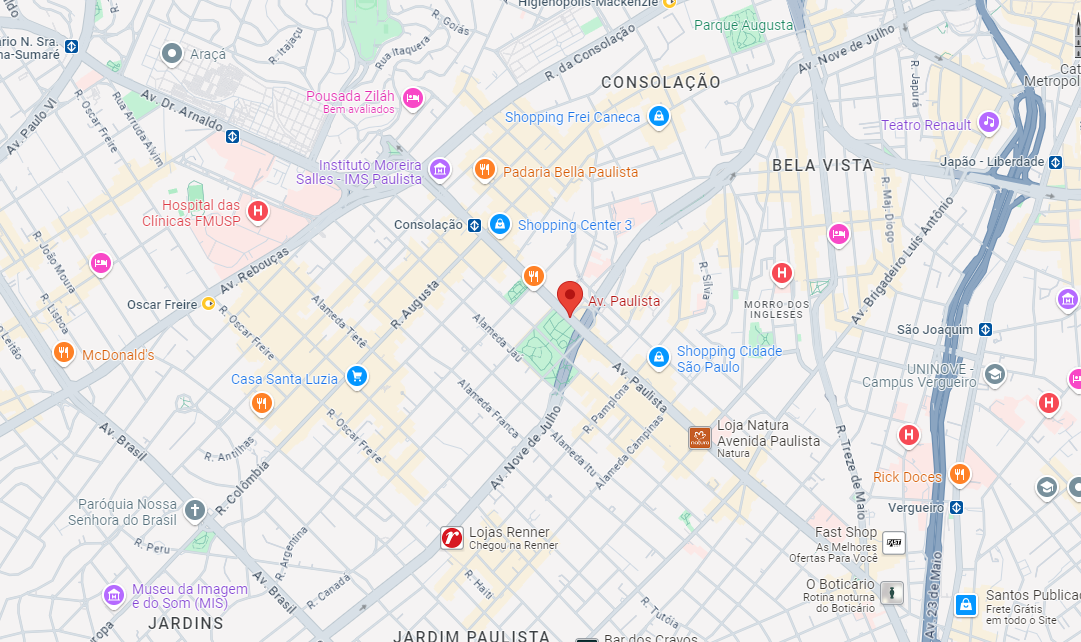 Higienópolis-Mackenzie
R. Goiás
Parque Augusta
Av. Nove de Julho
R. Itajaçu
R. da Consolação
Rua Itaquera
Araçá
ário N. Sra.
na-Sumaré
CONSOLAÇÃO
Metropol
R. Japurá
Av. Paulo VI
R. Oscar Freire
Rua Arruda Alvim
Av. Dr. Arnaldo
Pousada Ziláh
Bem avaliados
Shopping Frei Caneca
Teatro Renault
Instituto Moreira
Salles - IMS Paulista
Padaria Bella Paulista
BELA VISTA
Japão - Liberdade
Hospital das
Clínicas FMUSP
Consolação
Shopping Center 3
R. Maj. Diogo
Av. Brigadeiro Luís Antônio
R. João Moura
Av. Rebouças
R. Sílvia
R. Lisboa
Oscar Freire
R. Augusta
Av. Paulista
MORRO DOS
INGLESES
São Joaquim
R. Oscar Freire
Alameda Tietê
Alameda Jaú
McDonald's
Shopping Cidade
São Paulo
UNINOVE -
Campus Vergueiro
Casa Santa Luzia
Av. Paulista
Alameda Franca
R. Pamplona
Alameda Campinas
Av. Brasil
R. Antilhas
R. Oscar Freire
Av. Nove de Julho
Alameda Itu
Loja Natura
Avenida Paulista
Natura
natura
R. Treze de Maio
R. Colômbia
Rick Doces
Paróquia Nossa
Senhora do Brasil
Vergueiro
R. Peru
R. Argentina
Lojas Renner
Chegou na Renner
Fast Shop
As Melhores
Ofertas Para Você
FAST
Av. 23 de Maio
Museu da Imagem
e do Som (MIS)
JARDINS
Av. Brasil
R. Canadá
R. Haiti
O Boticário
Rotina noturna
do Boticário
Santos Publica
Frete Grátis
em todo o Site
R. Tutcia
JARDIM PAULISTA
Bar dos Cravos